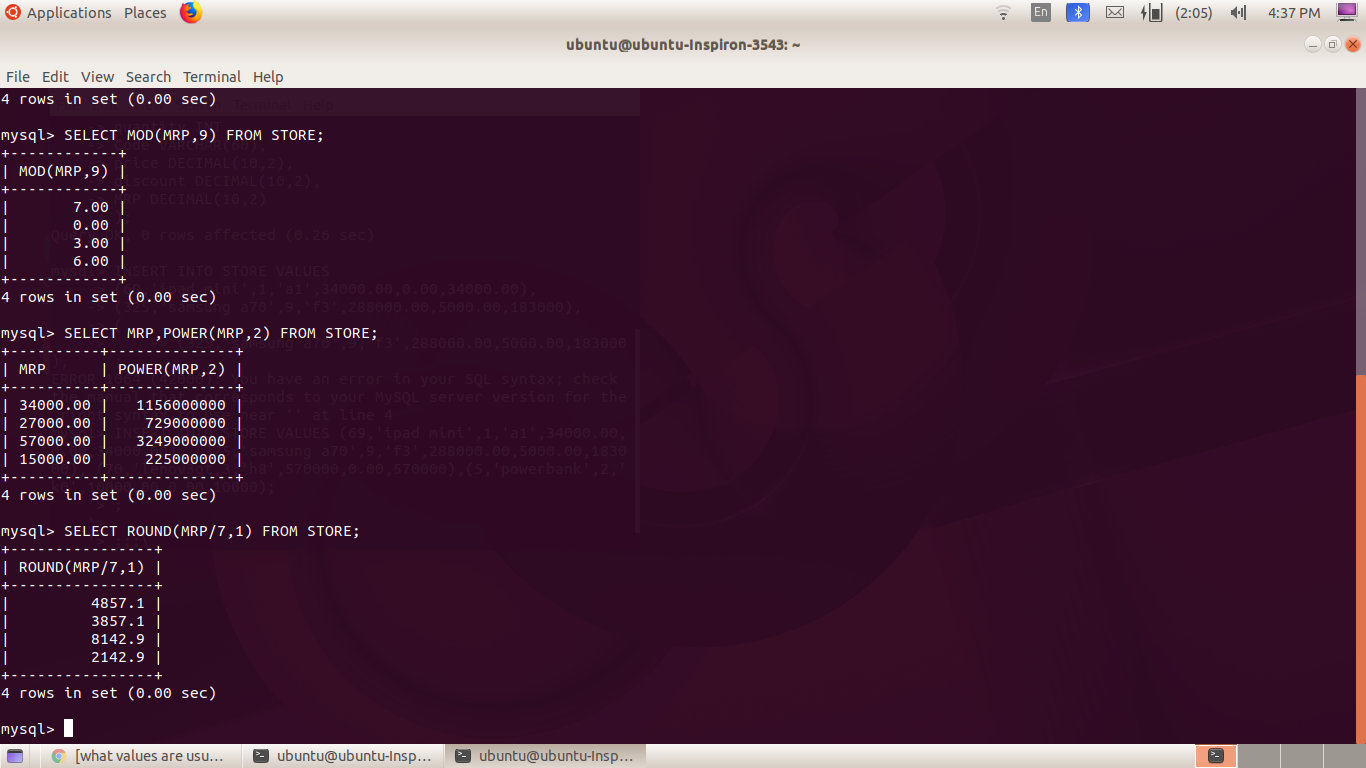 Applications Places En (2:05) 4:37 PM
ubuntu@ubuntu-Inspiron-3543: ~
File Edit View Search Terminal Help
4 rows in set (0.00 sec)
mysql> SELECT MOD(MRP,9) FROM STORE;
+------------+
| MOD(MRP,9) |
+------------+
|       7.00 |
|       0.00 |
|       3.00 |
|       6.00 |
+------------+
4 rows in set (0.00 sec)
mysql> SELECT MRP,POWER(MRP,2) FROM STORE;
+----------+--------------+
| MRP      | POWER(MRP,2) |
+----------+--------------+
| 34000.00 |   1156000000 |
| 27000.00 |    729000000 |
| 57000.00 |   3249000000 |
| 15000.00 |    225000000 |
+----------+--------------+
4 rows in set (0.00 sec)
mysql> SELECT ROUND(MRP/7,1) FROM STORE;
+----------------+
| ROUND(MRP/7,1) |
+----------------+
|         4857.1 |
|         3857.1 |
|         8142.9 |
|         2142.9 |
+----------------+
4 rows in set (0.00 sec)
mysql>
[what values are usu... ubuntu@ubuntu-Insp... ubuntu@ubuntu-Insp...